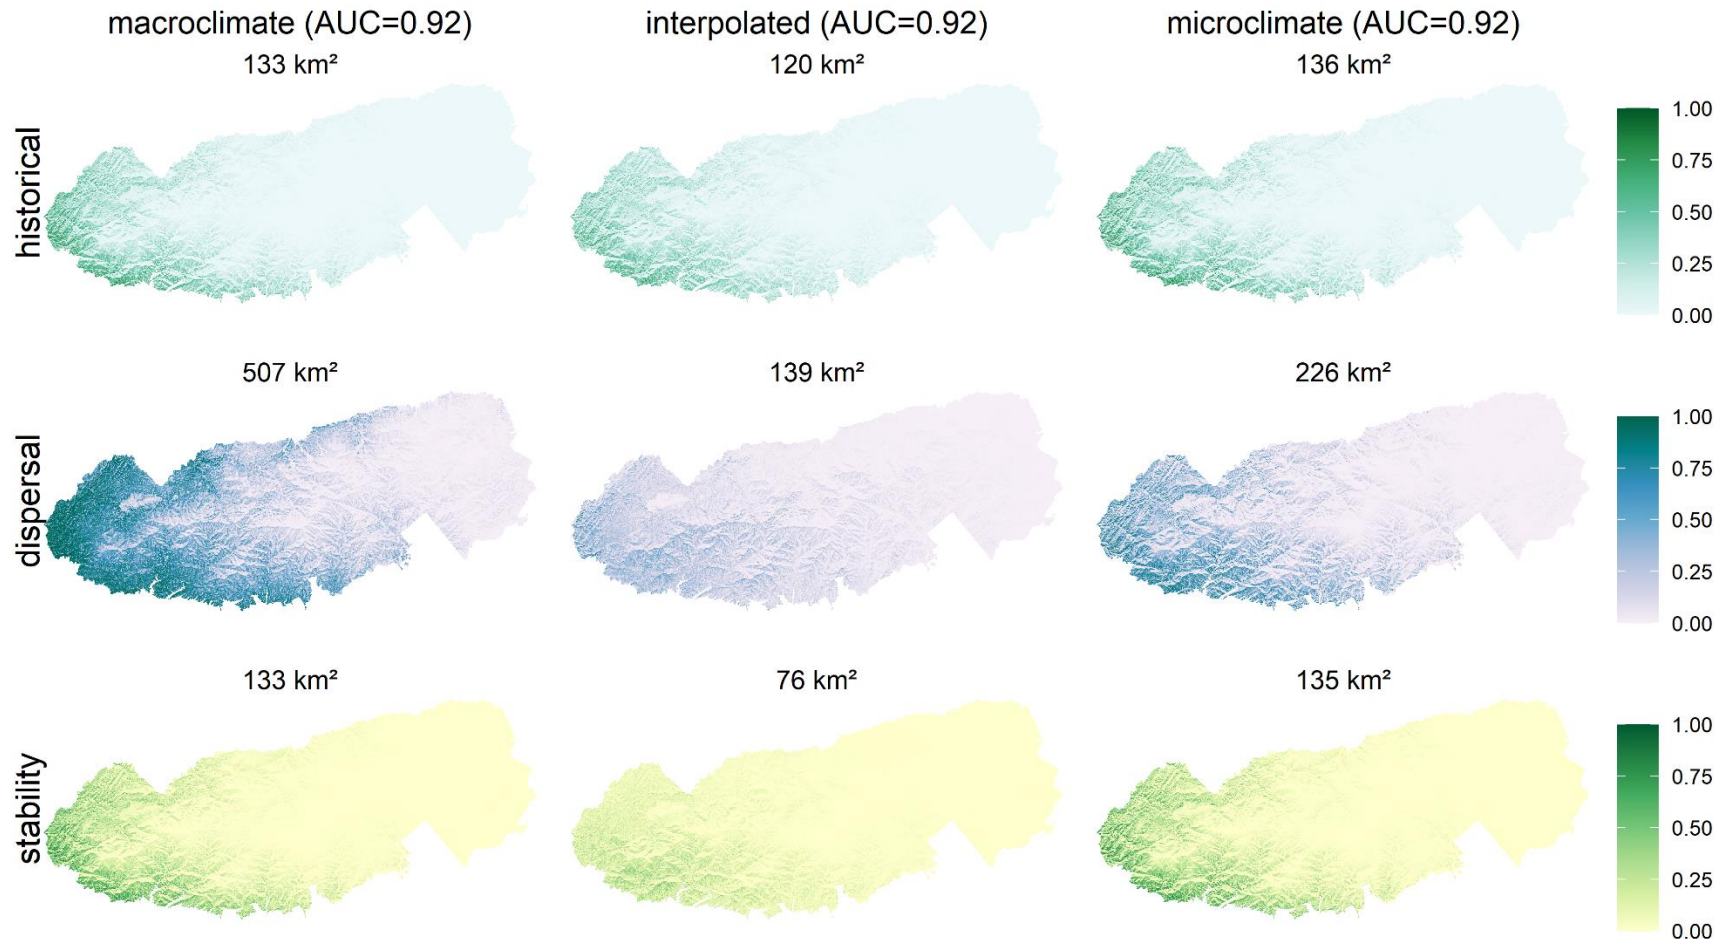 macroclimate (AUC=0.92) interpolated (AUC=0.92) microclimate (AUC=0.92)
133 km² 120 km² 136 km²
historical
1.00
0.75
0.50
0.25
0.00
507 km² 139 km² 226 km²
dispersal
1.00
0.75
0.50
0.25
0.00
133 km² 76 km² 135 km²
stability
1.00
0.75
0.50
0.25
0.00